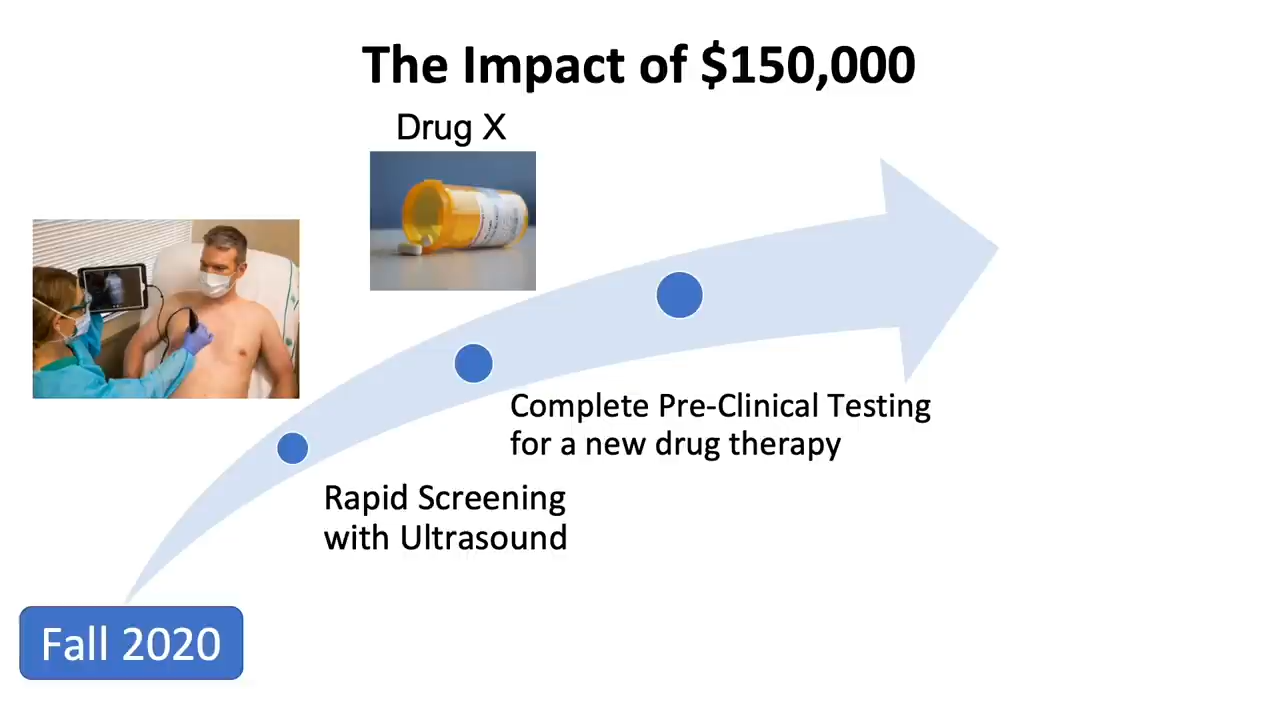 The Impact of $150,000
Drug X
Complete Pre-Clinical Testing
for a new drug therapy
Rapid Screening
with Ultrasound
Fall 2020